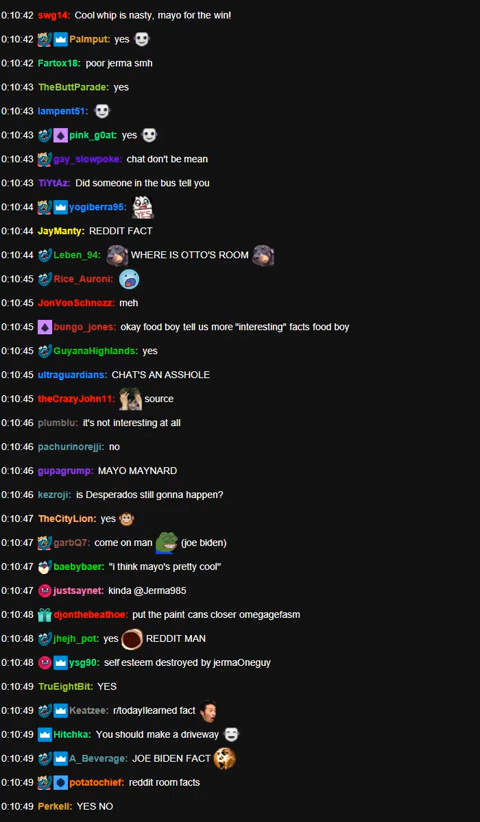 0:10:42 swg14: Cool whip is nasty, mayo for the win!
0:10:42 Palmput: yes
0:10:42 Fartox18: poor jerma smh
0:10:43 TheButtParade: yes
0:10:43 lampent51:
0:10:43 pink_g0at: yes
0:10:43 gay_slowpoke: chat don't be mean
0:10:43 TiYtAz: Did someone in the bus tell you
0:10:44 yogiberra95: YES
0:10:44 JayManty: REDDIT FACT
0:10:44 Leben_94: WHERE IS OTTO'S ROOM
0:10:45 Rice_Auroni:
0:10:45 JonVonSchnozz: meh
0:10:45 bungo_jones: okay food boy tell us more "interesting" facts food boy
0:10:45 GuyanaHighlands: yes
0:10:45 ultraguardians: CHAT'S AN ASSHOLE
0:10:45 theCrazyJohn11: source
0:10:46 plumblu: it's not interesting at all
0:10:46 pachurinorejji: no
0:10:46 gupagrump: MAYO MAYNARD
0:10:46 kezroji: is Desperados still gonna happen?
0:10:47 TheCityLion: yes
0:10:47 garbQ7: come on man (joe biden)
0:10:47 baebybaer: "i think mayo's pretty cool"
0:10:47 justsaynet: kinda @Jerma985
0:10:48 djonthebeathoe: put the paint cans closer omegagefasm
0:10:48 jhejh_pot: yes REDDIT MAN
0:10:48 ysg90: self esteem destroyed by jermaOneguy
0:10:49 TruEightBit: YES
0:10:49 Keatzee: r/todayIlearned fact
0:10:49 Hitchka: You should make a driveway
0:10:49 A_Beverage: JOE BIDEN FACT
0:10:49 potatochief: reddit room facts
0:10:49 Perkell: YES NO